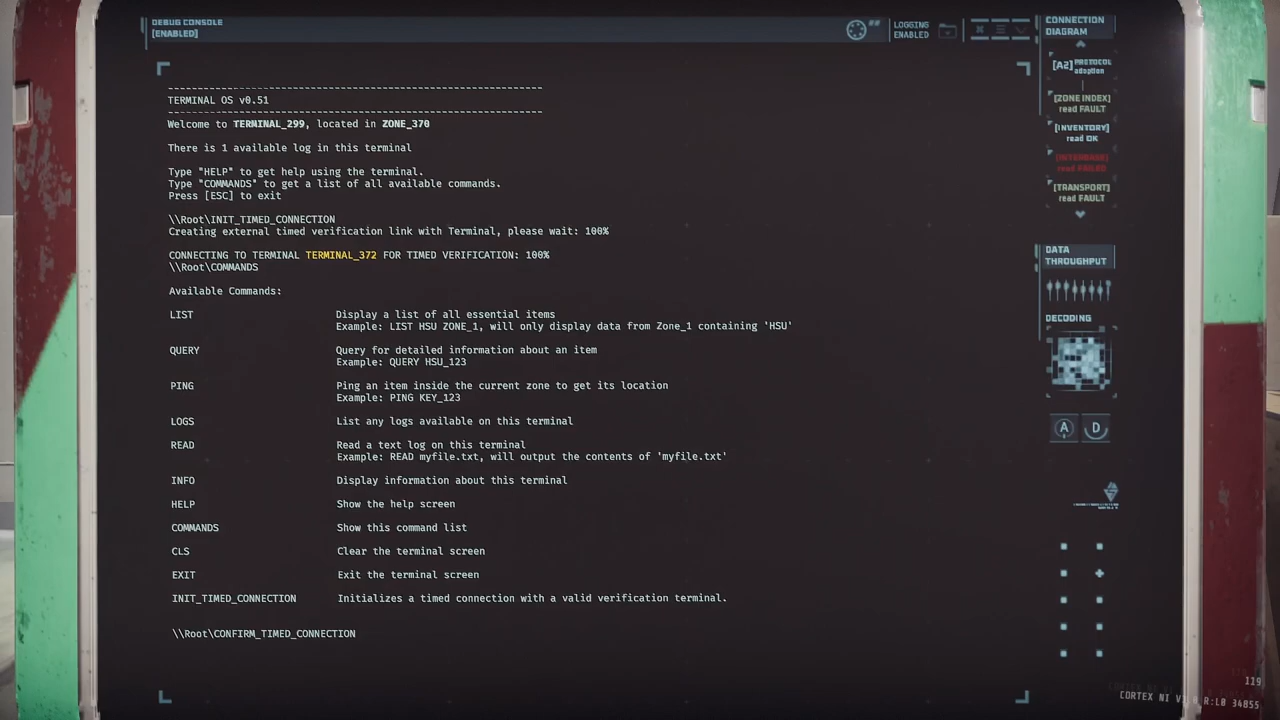 DEBUG CONSOLE
[ENABLED]
LOGGING
ENABLED
CONNECTION
DIAGRAM
[A2] PROTOCOL
adaption
[ZONE INDEX]
read FAULT
[INVENTORY]
read OK
read FAILED
[TRANSPORT]
read FAULT
DATA
THROUGHPUT
DECODING
A D
---------------------------------------------------------------
TERMINAL OS v0.51
---------------------------------------------------------------
Welcome to TERMINAL_299, located in ZONE_370
There is 1 available log in this terminal
Type "HELP" to get help using the terminal.
Type "COMMANDS" to get a list of all available commands.
Press [ESC] to exit
\\Root\INIT_TIMED_CONNECTION
Creating external timed verification link with Terminal, please wait: 100%
CONNECTING TO TERMINAL TERMINAL_372 FOR TIMED VERIFICATION: 100%
\\Root\COMMANDS
Available Commands:
LIST Display a list of all essential items
Example: LIST HSU ZONE_1, will only display data from Zone_1 containing 'HSU'
QUERY Query for detailed information about an item
Example: QUERY HSU_123
PING Ping an item inside the current zone to get its location
Example: PING KEY_123
LOGS List any logs available on this terminal
READ Read a text log on this terminal
Example: READ myfile.txt, will output the contents of 'myfile.txt'
INFO Display information about this terminal
HELP Show the help screen
COMMANDS Show this command list
CLS Clear the terminal screen
EXIT Exit the terminal screen
INIT_TIMED_CONNECTION Initializes a timed connection with a valid verification terminal.
\\Root\CONFIRM_TIMED_CONNECTION
119
CORTEX NI R:L0 34855